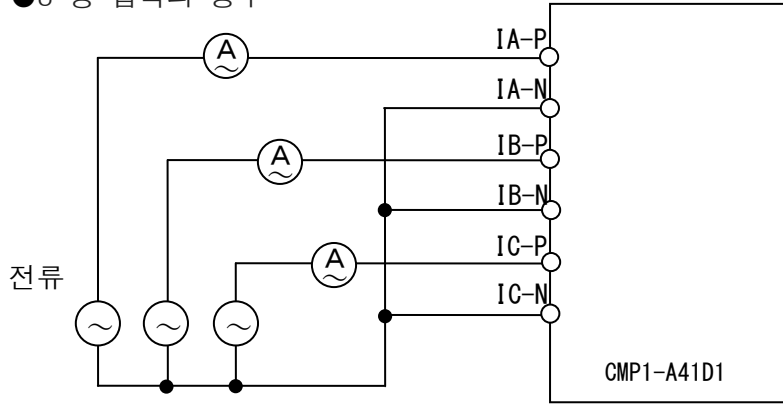 IA-P
A
IA-N
IB-P
A
IB-N
IC-P
A
전류
IC-N
CMP1-A41D1